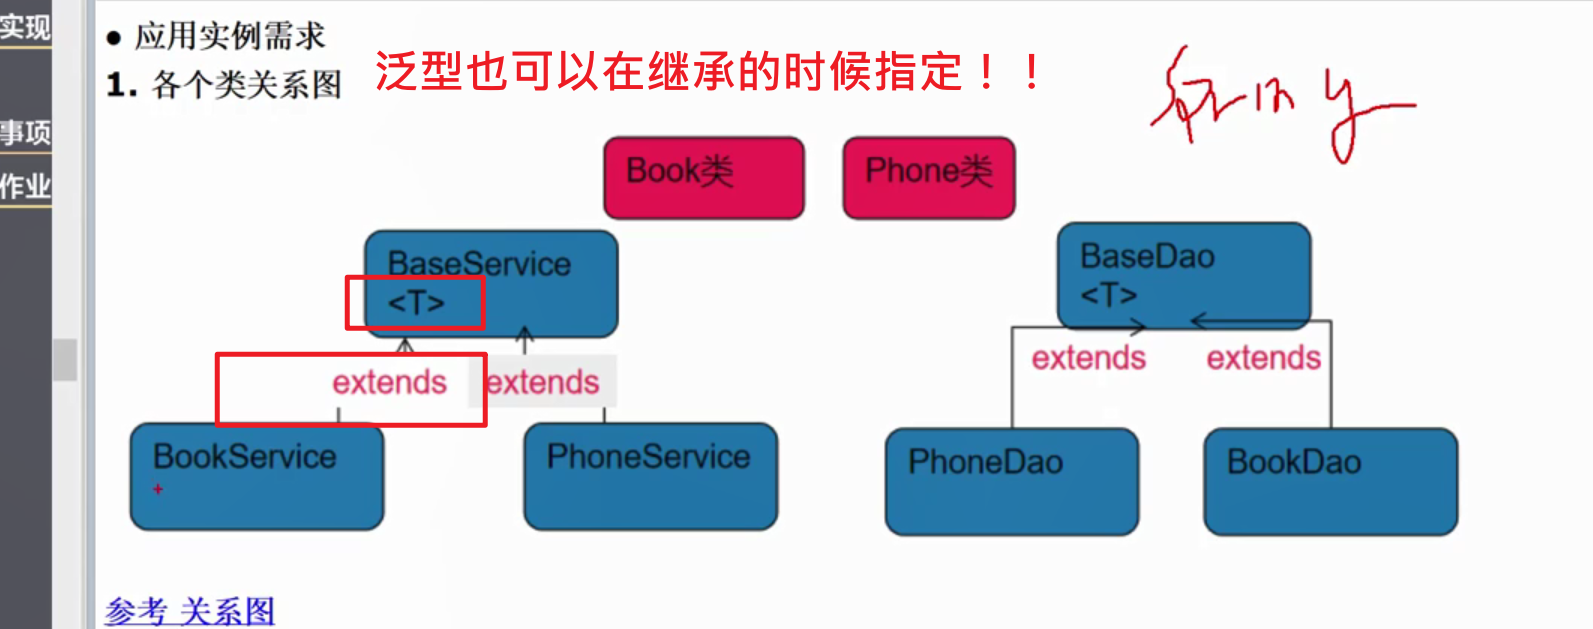 实现
事项
作业
● 应用实例需求
1. 各个类关系图
泛型也可以在继承的时候指定！！
Book类
Phone类
BaseService
<T>
BaseDao
<T>
extends
extends
extends
extends
BookService
PhoneService
PhoneDao
BookDao
参考 关系图